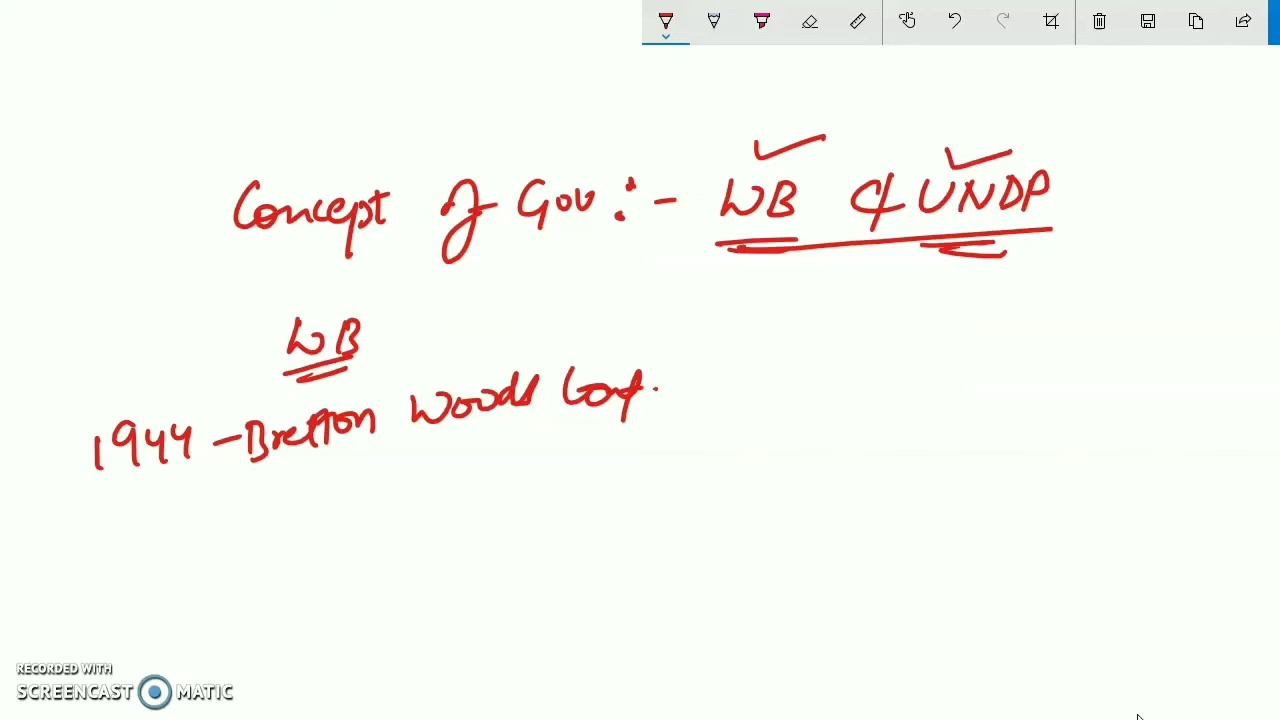 Concept of Gov :- WB & UNDP
WB
1944 - Bretton Woods Conf.
RECORDED WITH
SCREENCAST MATIC